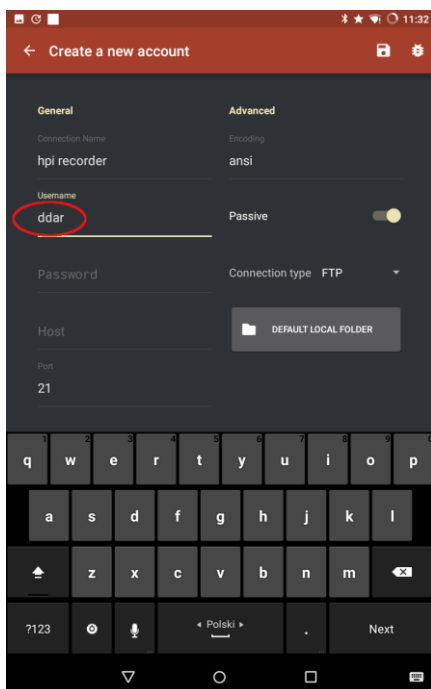 11:32
Create a new account
General
Connection Name
hpi recorder
Username
ddar
Password
Host
Port
21
Advanced
Encoding
ansi
Passive
Connection type FTP
DEFAULT LOCAL FOLDER
1 2 3 4 5 6 7 8 9 0
q w e r t y u i o p
a s d f g h j k l
z x c v b n m
?123 Polski . Next